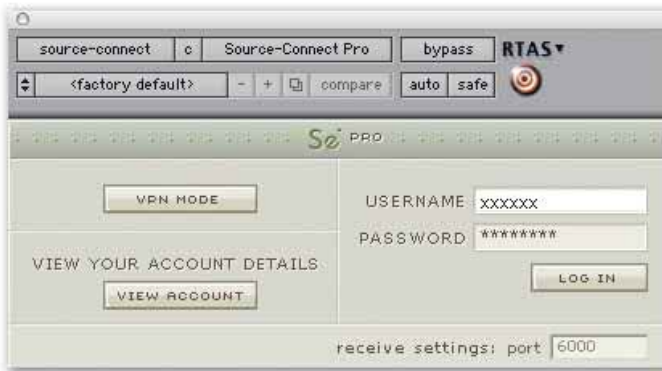 source-connect c Source-Connect Pro bypass RTAS
<factory default> - + compare auto safe
PRO
VPN MODE
USERNAME xxxxxx
PASSWORD ********
VIEW YOUR ACCOUNT DETAILS
LOG IN
VIEW ACCOUNT
receive settings: port 6000